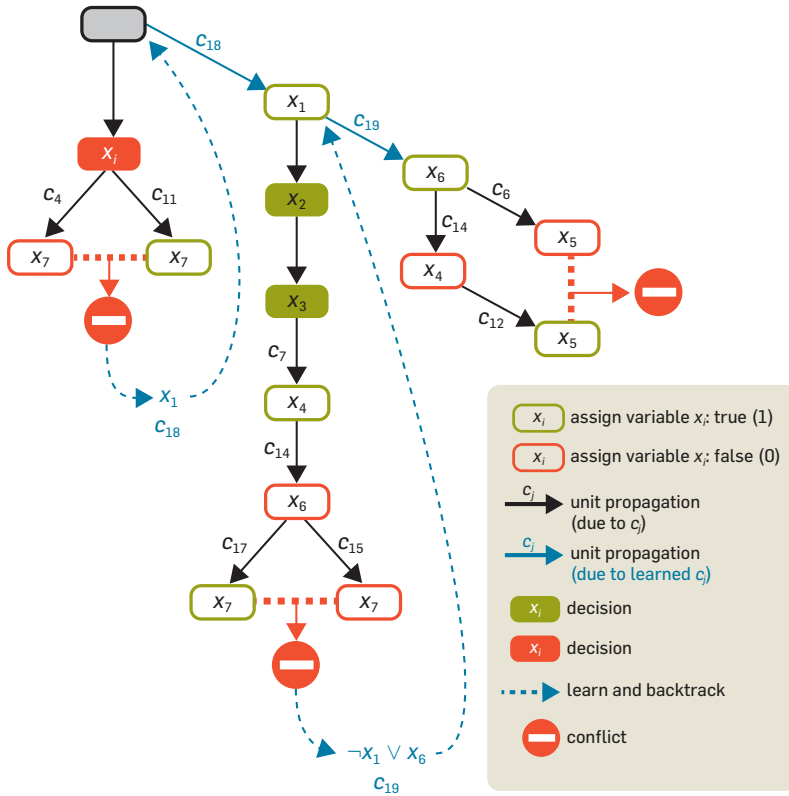 c₁₈
x₁
c₁₉
xᵢ
x₆
c₄
c₁₁
x₂
c₆
c₁₄
x₇
x₇
x₅
x₄
x₃
c₁₂
x₅
c₇
x₁
c₁₈
x₄
c₁₄
x₆
c₁₇
c₁₅
x₇
x₇
¬x₁ ∨ x₆
c₁₉
xᵢ assign variable xᵢ: true (1)
xᵢ assign variable xᵢ: false (0)
cⱼ unit propagation
(due to cⱼ)
cⱼ unit propagation
(due to learned cⱼ)
xᵢ decision
xᵢ decision
learn and backtrack
conflict